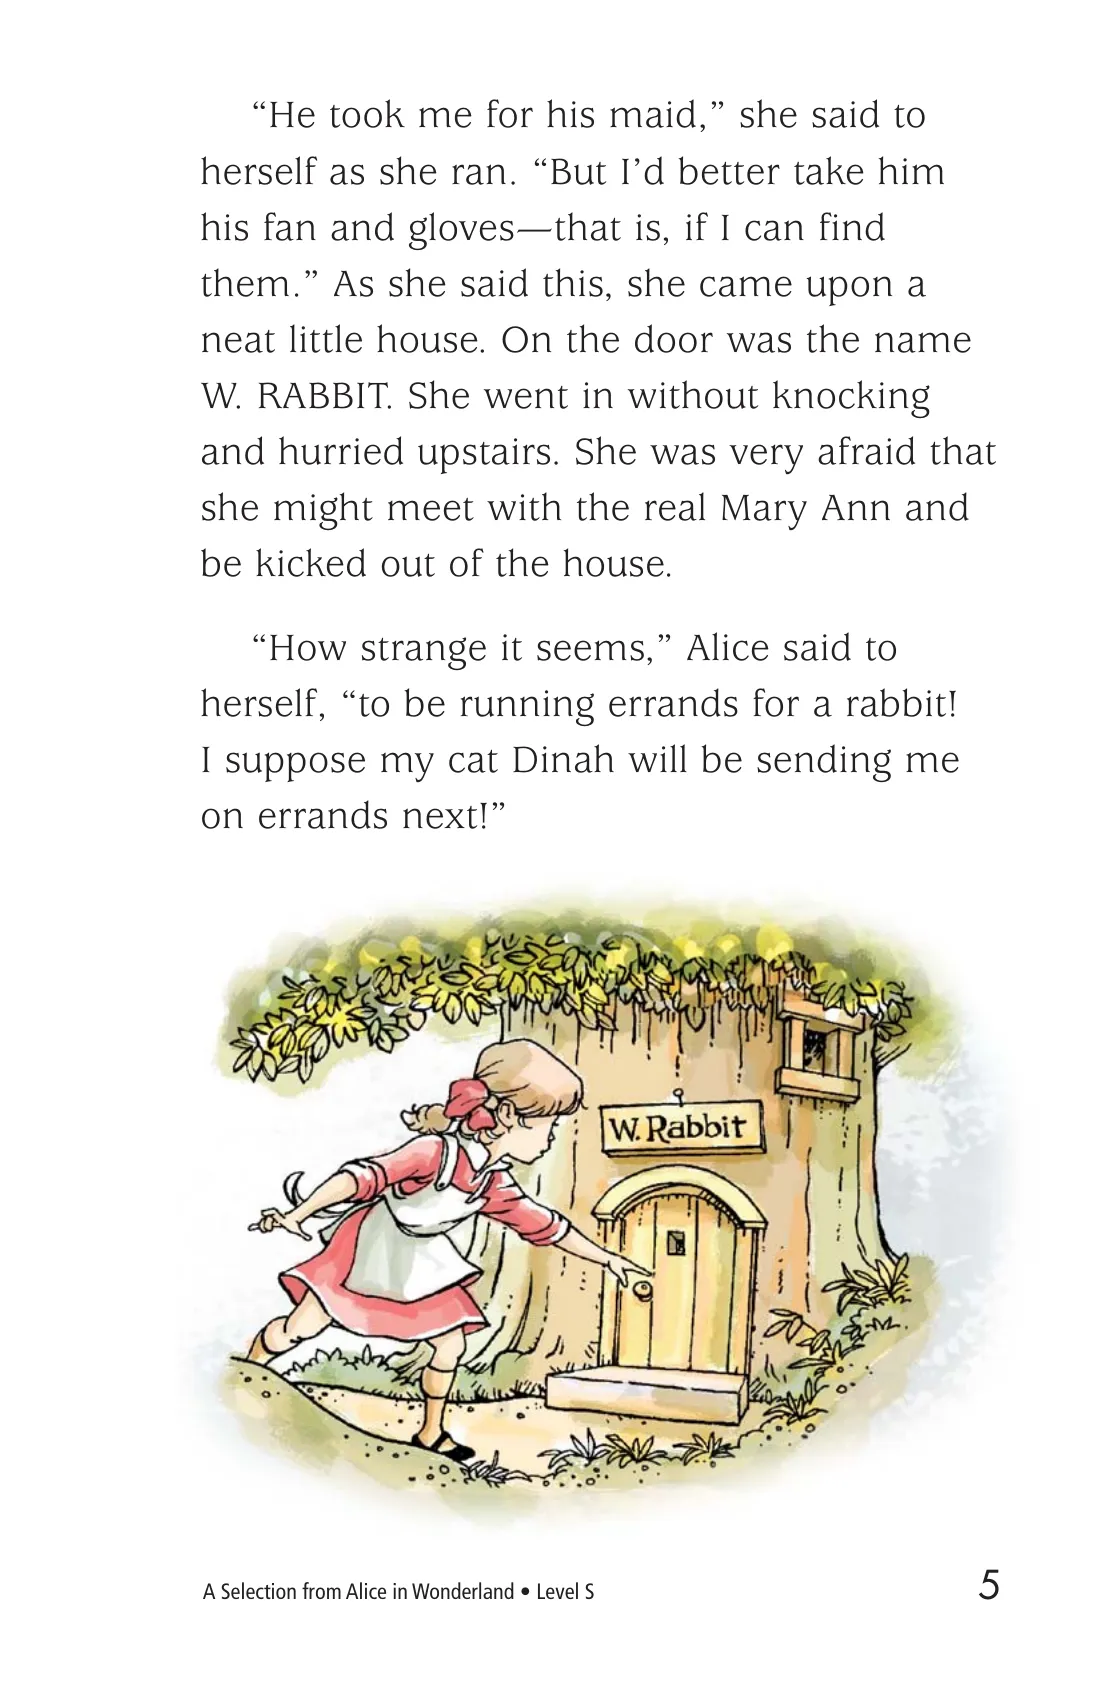 “He took me for his maid,” she said to
herself as she ran. “But I’d better take him
his fan and gloves—that is, if I can find
them.” As she said this, she came upon a
neat little house. On the door was the name
W. RABBIT. She went in without knocking
and hurried upstairs. She was very afraid that
she might meet with the real Mary Ann and
be kicked out of the house.
“How strange it seems,” Alice said to
herself, “to be running errands for a rabbit!
I suppose my cat Dinah will be sending me
on errands next!”
W. Rabbit
A Selection from Alice in Wonderland • Level S
5